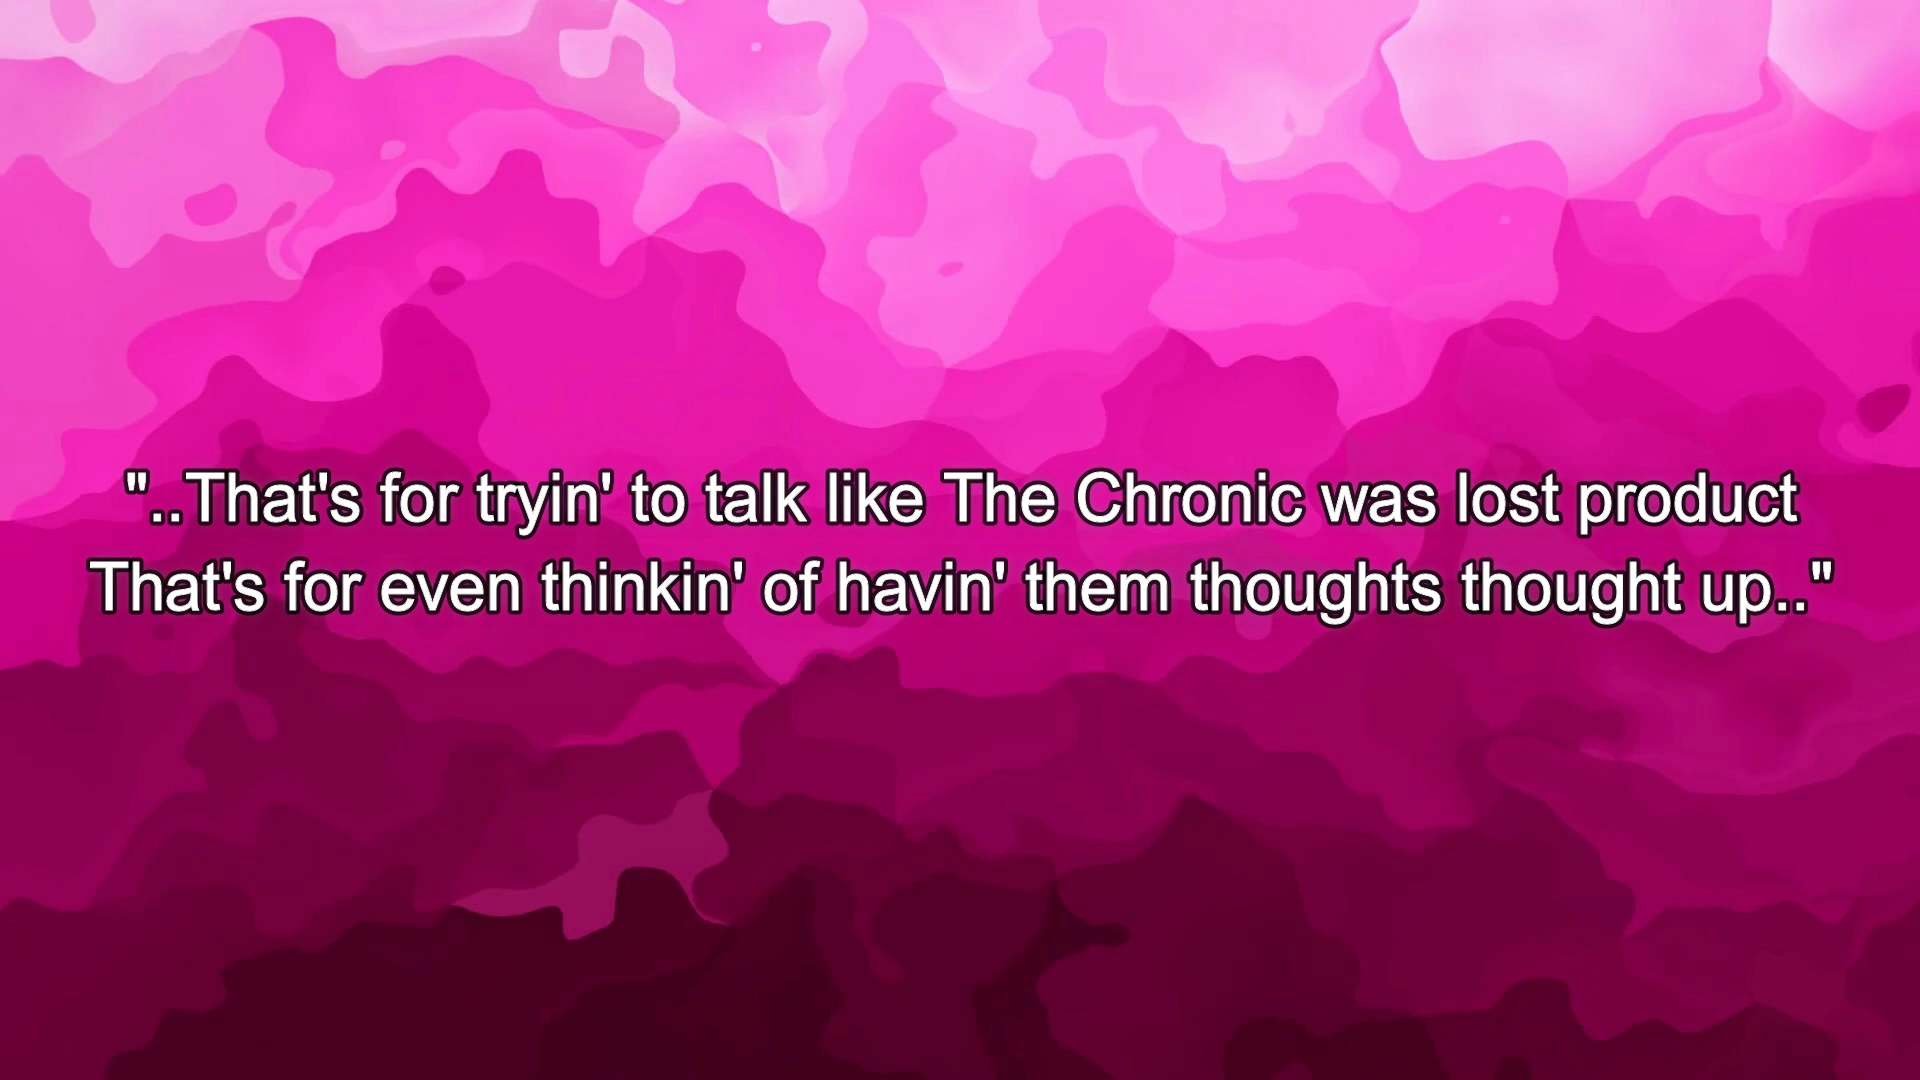 "..That's for tryin' to talk like The Chronic was lost product
That's for even thinkin' of havin' them thoughts thought up.."